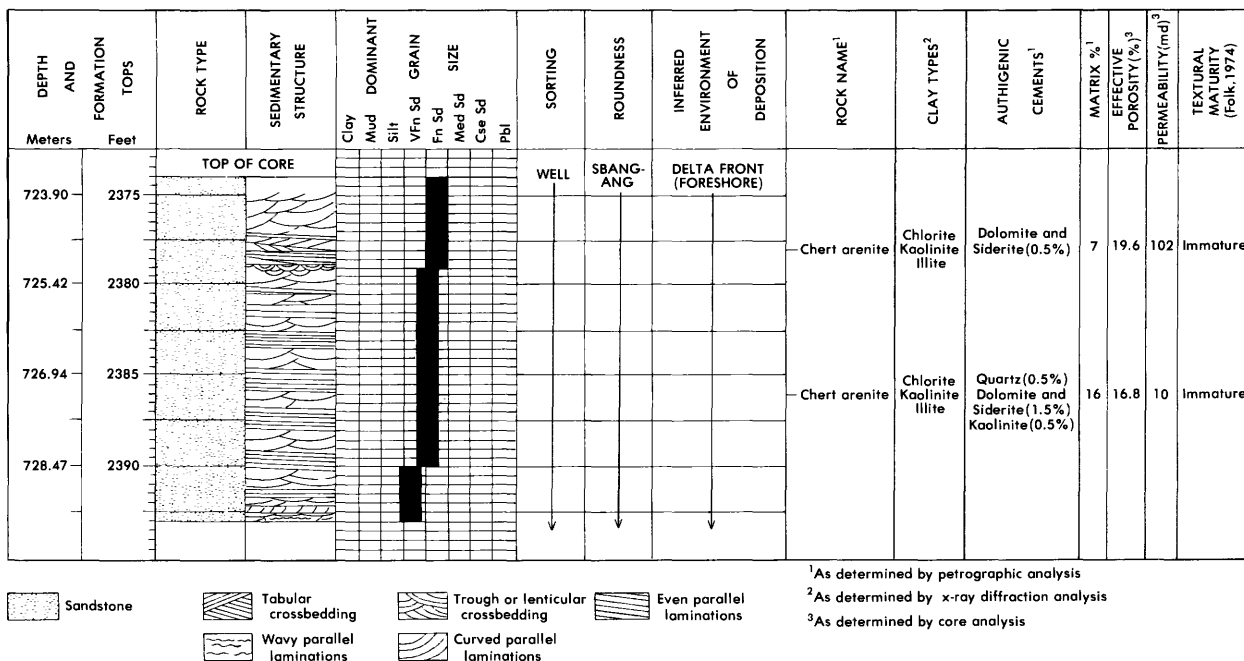 DEPTH AND FORMATION TOPS
Meters Feet
ROCK TYPE
SEDIMENTARY STRUCTURE
DOMINANT GRAIN SIZE
Clay
Mud
Silt
VFn Sd
Fn Sd
Med Sd
Cse Sd
Pbl
SORTING
ROUNDNESS
INFERRED ENVIRONMENT OF DEPOSITION
ROCK NAME1
CLAY TYPES2
AUTHIGENIC CEMENTS1
MATRIX %1
EFFECTIVE POROSITY(%)3
PERMEABILITY(md)3
TEXTURAL MATURITY (Folk.1974)
TOP OF CORE
WELL
SBANG-
ANG
DELTA FRONT
(FORESHORE)
723.90 2375
725.42 2380
726.94 2385
728.47 2390
Chert arenite
Chlorite
Kaolinite
Illite
Dolomite and
Siderite(0.5%)
7 19.6 102 Immature
Chert arenite
Chlorite
Kaolinite
Illite
Quartz(0.5%)
Dolomite and
Siderite(1.5%)
Kaolinite(0.5%)
16 16.8 10 Immature
Sandstone
Tabular
crossbedding
Trough or lenticular
crossbedding
Even parallel
laminations
Wavy parallel
laminations
Curved parallel
laminations
1As determined by petrographic analysis
2As determined by x-ray diffraction analysis
3As determined by core analysis